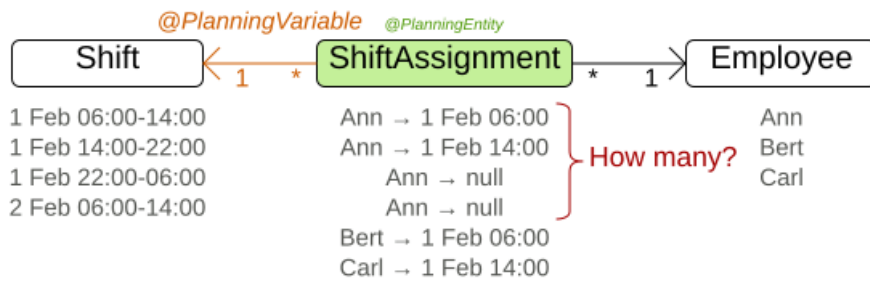 @PlanningVariable @PlanningEntity
Shift ShiftAssignment Employee
1 * * 1
1 Feb 06:00-14:00 Ann → 1 Feb 06:00 Ann
1 Feb 14:00-22:00 Ann → 1 Feb 14:00 How many? Bert
1 Feb 22:00-06:00 Ann → null Carl
2 Feb 06:00-14:00 Ann → null
Bert → 1 Feb 06:00
Carl → 1 Feb 14:00